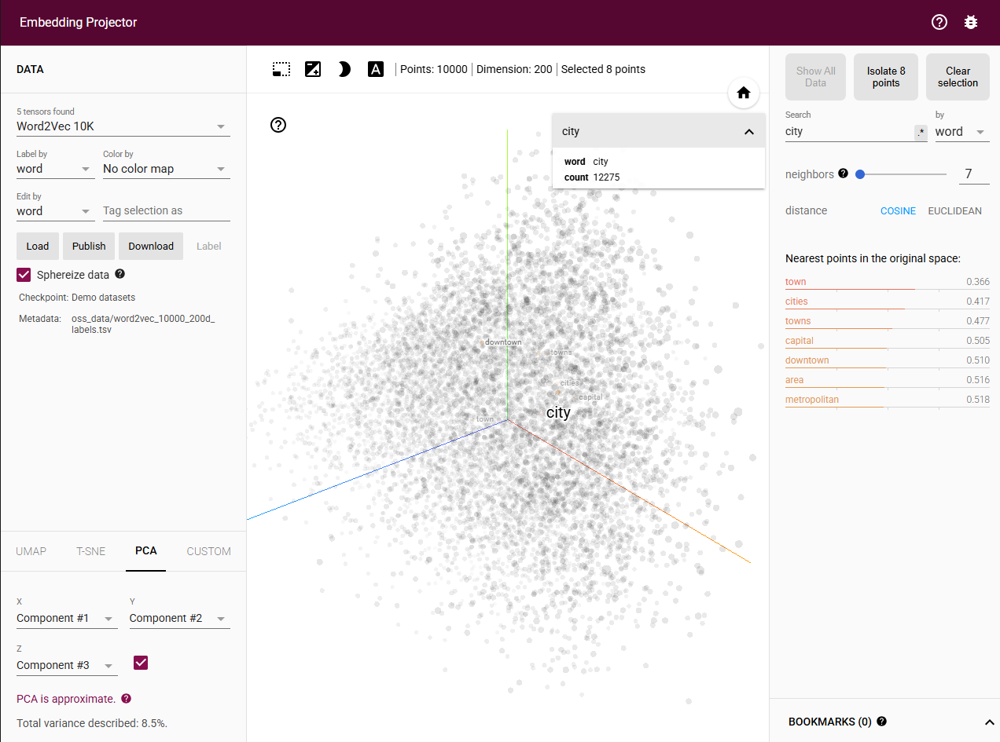 Embedding Projector
DATA
5 tensors found
Word2Vec 10K
Label by
Color by
word
No color map
Edit by
word
Tag selection as
Load
Publish
Download
Label
Sphereize data
Checkpoint: Demo datasets
Metadata: oss_data/word2vec_10000_200d_
labels.tsv
UMAP
T-SNE
PCA
CUSTOM
X
Y
Component #1
Component #2
Z
Component #3
PCA is approximate.
Total variance described: 8.5%.
A
Points: 10000
Dimension: 200
Selected 8 points
city
word city
count 12275
downtown
towns
cities
capital
city
town
Show All
Data
Isolate 8
points
Clear
selection
Search
by
city
.*
word
neighbors
7
distance
COSINE
EUCLIDEAN
Nearest points in the original space:
town 0.366
cities 0.417
towns 0.477
capital 0.505
downtown 0.510
area 0.516
metropolitan 0.518
BOOKMARKS (0)